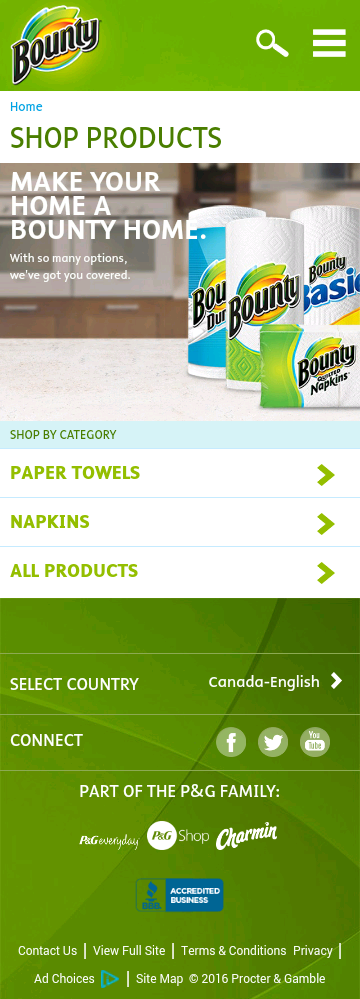 Bounty
Home
SHOP PRODUCTS
MAKE YOUR
HOME A
BOUNTY HOME.
With so many options,
we've got you covered.
Bounty
Bounty
Bounty
Basic
Bounty
QUILTED
Napkins
SHOP BY CATEGORY
PAPER TOWELS
NAPKINS
ALL PRODUCTS
SELECT COUNTRY
Canada-English
CONNECT
You
Tube
PART OF THE P&G FAMILY:
P&G everyday
P&G Shop
Charmin
BBB.
ACCREDITED
BUSINESS
Contact Us | View Full Site | Terms & Conditions Privacy |
Ad Choices | Site Map © 2016 Procter & Gamble